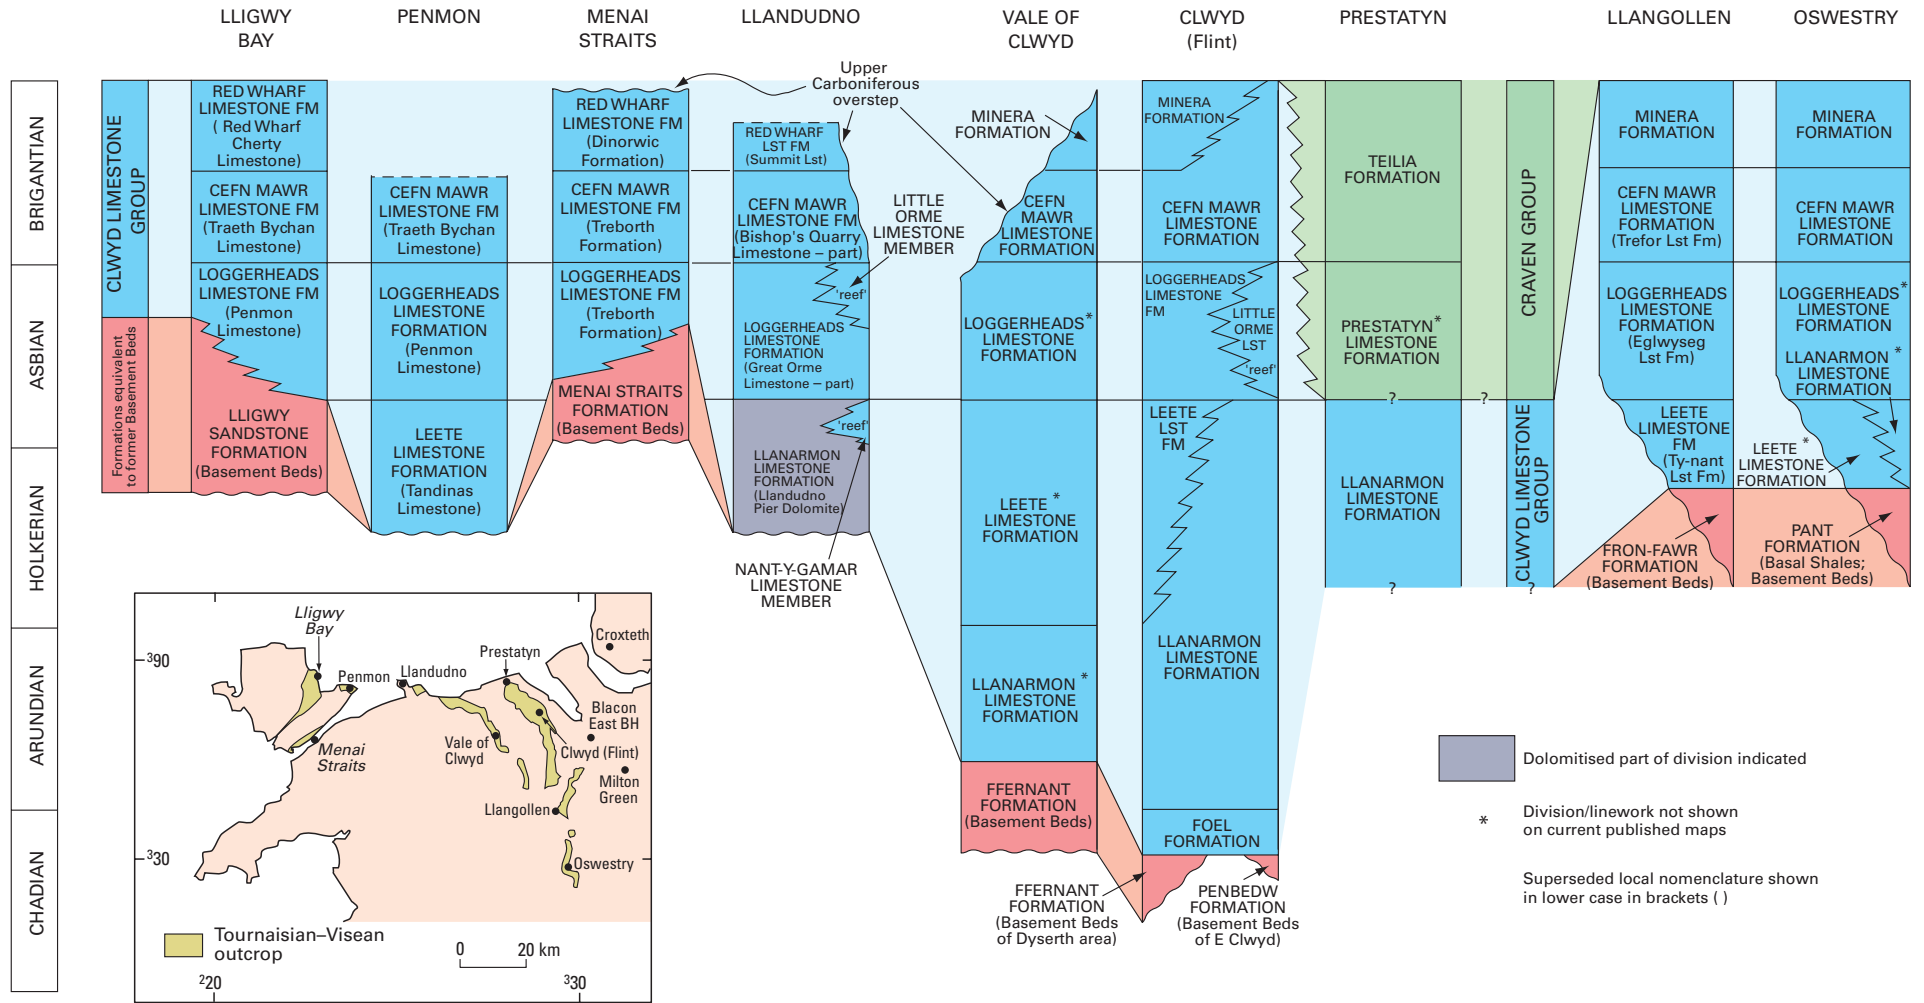 LLIGWY
BAY
PENMON
MENAI
STRAITS
LLANDUDNO
VALE OF
CLWYD
CLWYD
(Flint)
PRESTATYN
LLANGOLLEN
OSWESTRY
BRIGANTIAN
ASBIAN
HOLKERIAN
ARUNDIAN
CHADIAN
CLWYD LIMESTONE
GROUP
Formations equivalent
to former Basement Beds
RED WHARF
LIMESTONE FM
( Red Wharf
Cherty
Limestone)
CEFN MAWR
LIMESTONE FM
(Traeth Bychan
Limestone)
LOGGERHEADS
LIMESTONE FM
(Penmon
Limestone)
LLIGWY
SANDSTONE
FORMATION
(Basement Beds)
CEFN MAWR
LIMESTONE FM
(Traeth Bychan
Limestone)
LOGGERHEADS
LIMESTONE
FORMATION
(Penmon
Limestone)
LEETE
LIMESTONE
FORMATION
(Tandinas
Limestone)
RED WHARF
LIMESTONE FM
(Dinorwic
Formation)
CEFN MAWR
LIMESTONE FM
(Treborth
Formation)
LOGGERHEADS
LIMESTONE FM
(Treborth
Formation)
MENAI STRAITS
FORMATION
(Basement Beds)
Upper
Carboniferous
overstep
RED WHARF
LST FM
(Summit Lst)
CEFN MAWR
LIMESTONE FM
(Bishop's Quarry
Limestone – part)
LITTLE
ORME
LIMESTONE
MEMBER
'reef'
LOGGERHEADS
LIMESTONE
FORMATION
(Great Orme
Limestone – part)
'reef'
LLANARMON
LIMESTONE
FORMATION
(Llandudno
Pier Dolomite)
NANT-Y-GAMAR
LIMESTONE
MEMBER
MINERA
FORMATION
CEFN
MAWR
LIMESTONE
FORMATION
LOGGERHEADS*
LIMESTONE
FORMATION
LEETE *
LIMESTONE
FORMATION
LLANARMON *
LIMESTONE
FORMATION
FFERNANT
FORMATION
(Basement Beds)
MINERA
FORMATION
CEFN MAWR
LIMESTONE
FORMATION
LOGGERHEADS
LIMESTONE
FM
LITTLE
ORME
LST
'reef'
LEETE
LST
FM
LLANARMON
LIMESTONE
FORMATION
FOEL
FORMATION
FFERNANT
FORMATION
(Basement Beds
of Dyserth area)
PENBEDW
FORMATION
(Basement Beds
of E Clwyd)
TEILIA
FORMATION
PRESTATYN*
LIMESTONE
FORMATION
?
LLANARMON
LIMESTONE
FORMATION
?
CRAVEN GROUP
?
CLWYD LIMESTONE
GROUP
?
MINERA
FORMATION
CEFN MAWR
LIMESTONE
FORMATION
(Trefor Lst Fm)
LOGGERHEADS
LIMESTONE
FORMATION
(Eglwyseg
Lst Fm)
LEETE
LIMESTONE
FM
(Ty-nant
Lst Fm)
FRON-FAWR
FORMATION
(Basement Beds)
MINERA
FORMATION
CEFN MAWR
LIMESTONE
FORMATION
LOGGERHEADS*
LIMESTONE
FORMATION
LLANARMON *
LIMESTONE
FORMATION
LEETE *
LIMESTONE
FORMATION
PANT
FORMATION
(Basal Shales;
Basement Beds)
Lligwy
Bay
Penmon
Llandudno
Prestatyn
Croxteth
Menai
Straits
Vale of
Clwyd
Blacon
East BH
Clwyd (Flint)
Milton
Green
Llangollen
Oswestry
390
330
220
330
Tournaisian–Visean
outcrop
0 20 km
Dolomitised part of division indicated
* Division/linework not shown
on current published maps
Superseded local nomenclature shown
in lower case in brackets ( )